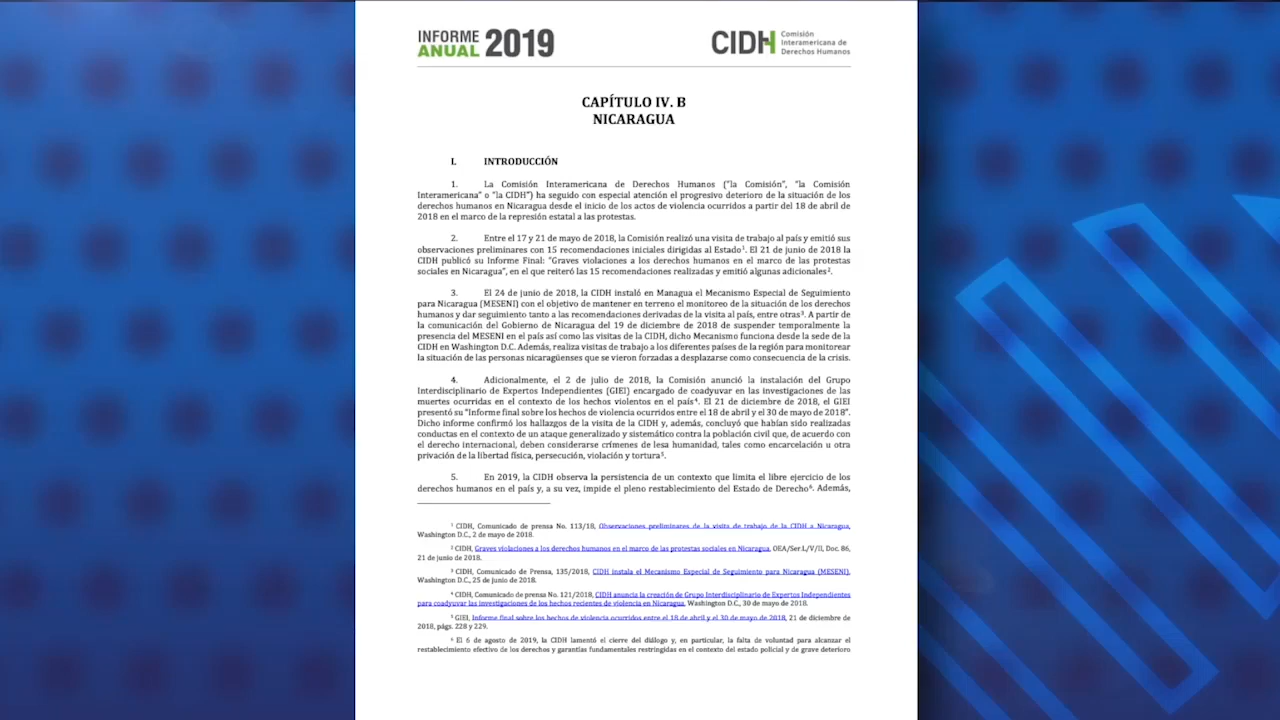 INFORME
ANUAL 2019
CIDH Comisión
Interamericana de
Derechos Humanos
CAPÍTULO IV. B
NICARAGUA
I. INTRODUCCIÓN
1. La Comisión Interamericana de Derechos Humanos ("la Comisión", "la Comisión
Interamericana" o "la CIDH") ha seguido con especial atención el progresivo deterioro de la situación de los
derechos humanos en Nicaragua desde el inicio de los actos de violencia ocurridos a partir del 18 de abril de
2018 en el marco de la represión estatal a las protestas.
2. Entre el 17 y 21 de mayo de 2018, la Comisión realizó una visita de trabajo al país y emitió sus
observaciones preliminares con 15 recomendaciones iniciales dirigidas al Estado¹. El 21 de junio de 2018 la
CIDH publicó su Informe Final: "Graves violaciones a los derechos humanos en el marco de las protestas
sociales en Nicaragua", en el que reiteró las 15 recomendaciones realizadas y emitió algunas adicionales².
3. El 24 de junio de 2018, la CIDH instaló en Managua el Mecanismo Especial de Seguimiento
para Nicaragua (MESENI) con el objetivo de mantener en terreno el monitoreo de la situación de los derechos
humanos y dar seguimiento tanto a las recomendaciones derivadas de la visita al país, entre otras³. A partir de
la comunicación del Gobierno de Nicaragua del 19 de diciembre de 2018 de suspender temporalmente la
presencia del MESENI en el país así como las visitas de la CIDH, dicho Mecanismo funciona desde la sede de la
CIDH en Washington D.C. Además, realiza visitas de trabajo a los diferentes países de la región para monitorear
la situación de las personas nicaragüenses que se vieron forzadas a desplazarse como consecuencia de la crisis.
4. Adicionalmente, el 2 de julio de 2018, la Comisión anunció la instalación del Grupo
Interdisciplinario de Expertos Independientes (GIEI) encargado de coadyuvar en las investigaciones de las
muertes ocurridas en el contexto de los hechos violentos en el país⁴. El 21 de diciembre de 2018, el GIEI
presentó su "Informe final sobre los hechos de violencia ocurridos entre el 18 de abril y el 30 de mayo de 2018".
Dicho informe confirmó los hallazgos de la visita de la CIDH y, además, concluyó que habían sido realizadas
conductas en el contexto de un ataque generalizado y sistemático contra la población civil que, de acuerdo con
el derecho internacional, deben considerarse crímenes de lesa humanidad, tales como encarcelación u otra
privación de la libertad física, persecución, violación y tortura⁵.
5. En 2019, la CIDH observa la persistencia de un contexto que limita el libre ejercicio de los
derechos humanos en el país y, a su vez, impide el pleno restablecimiento del Estado de Derecho⁶. Además,
¹ CIDH, Comunicado de prensa No. 113/18, Observaciones preliminares de la visita de trabajo de la CIDH a Nicaragua,
Washington D.C., 2 de mayo de 2018.
² CIDH, Graves violaciones a los derechos humanos en el marco de las protestas sociales en Nicaragua, OEA/Ser.L/V/II, Doc. 86,
21 de junio de 2018.
³ CIDH, Comunicado de Prensa, 135/2018, CIDH instala el Mecanismo Especial de Seguimiento para Nicaragua (MESENI),
Washington D.C., 25 de junio de 2018.
⁴ CIDH, Comunicado de prensa No. 121/2018, CIDH anuncia la creación de Grupo Interdisciplinario de Expertos Independientes
para coadyuvar las investigaciones de los hechos recientes de violencia en Nicaragua, Washington D.C., 30 de mayo de 2018.
⁵ GIEI, Informe final sobre los hechos de violencia ocurridos entre el 18 de abril y el 30 de mayo de 2018, 21 de diciembre de
2018, págs. 228 y 229.
⁶ El 6 de agosto de 2019, la CIDH lamentó el cierre del diálogo y, en particular, la falta de voluntad para alcanzar el
restablecimiento efectivo de los derechos y garantías fundamentales restringidas en el contexto del estado policial y de grave deterioro